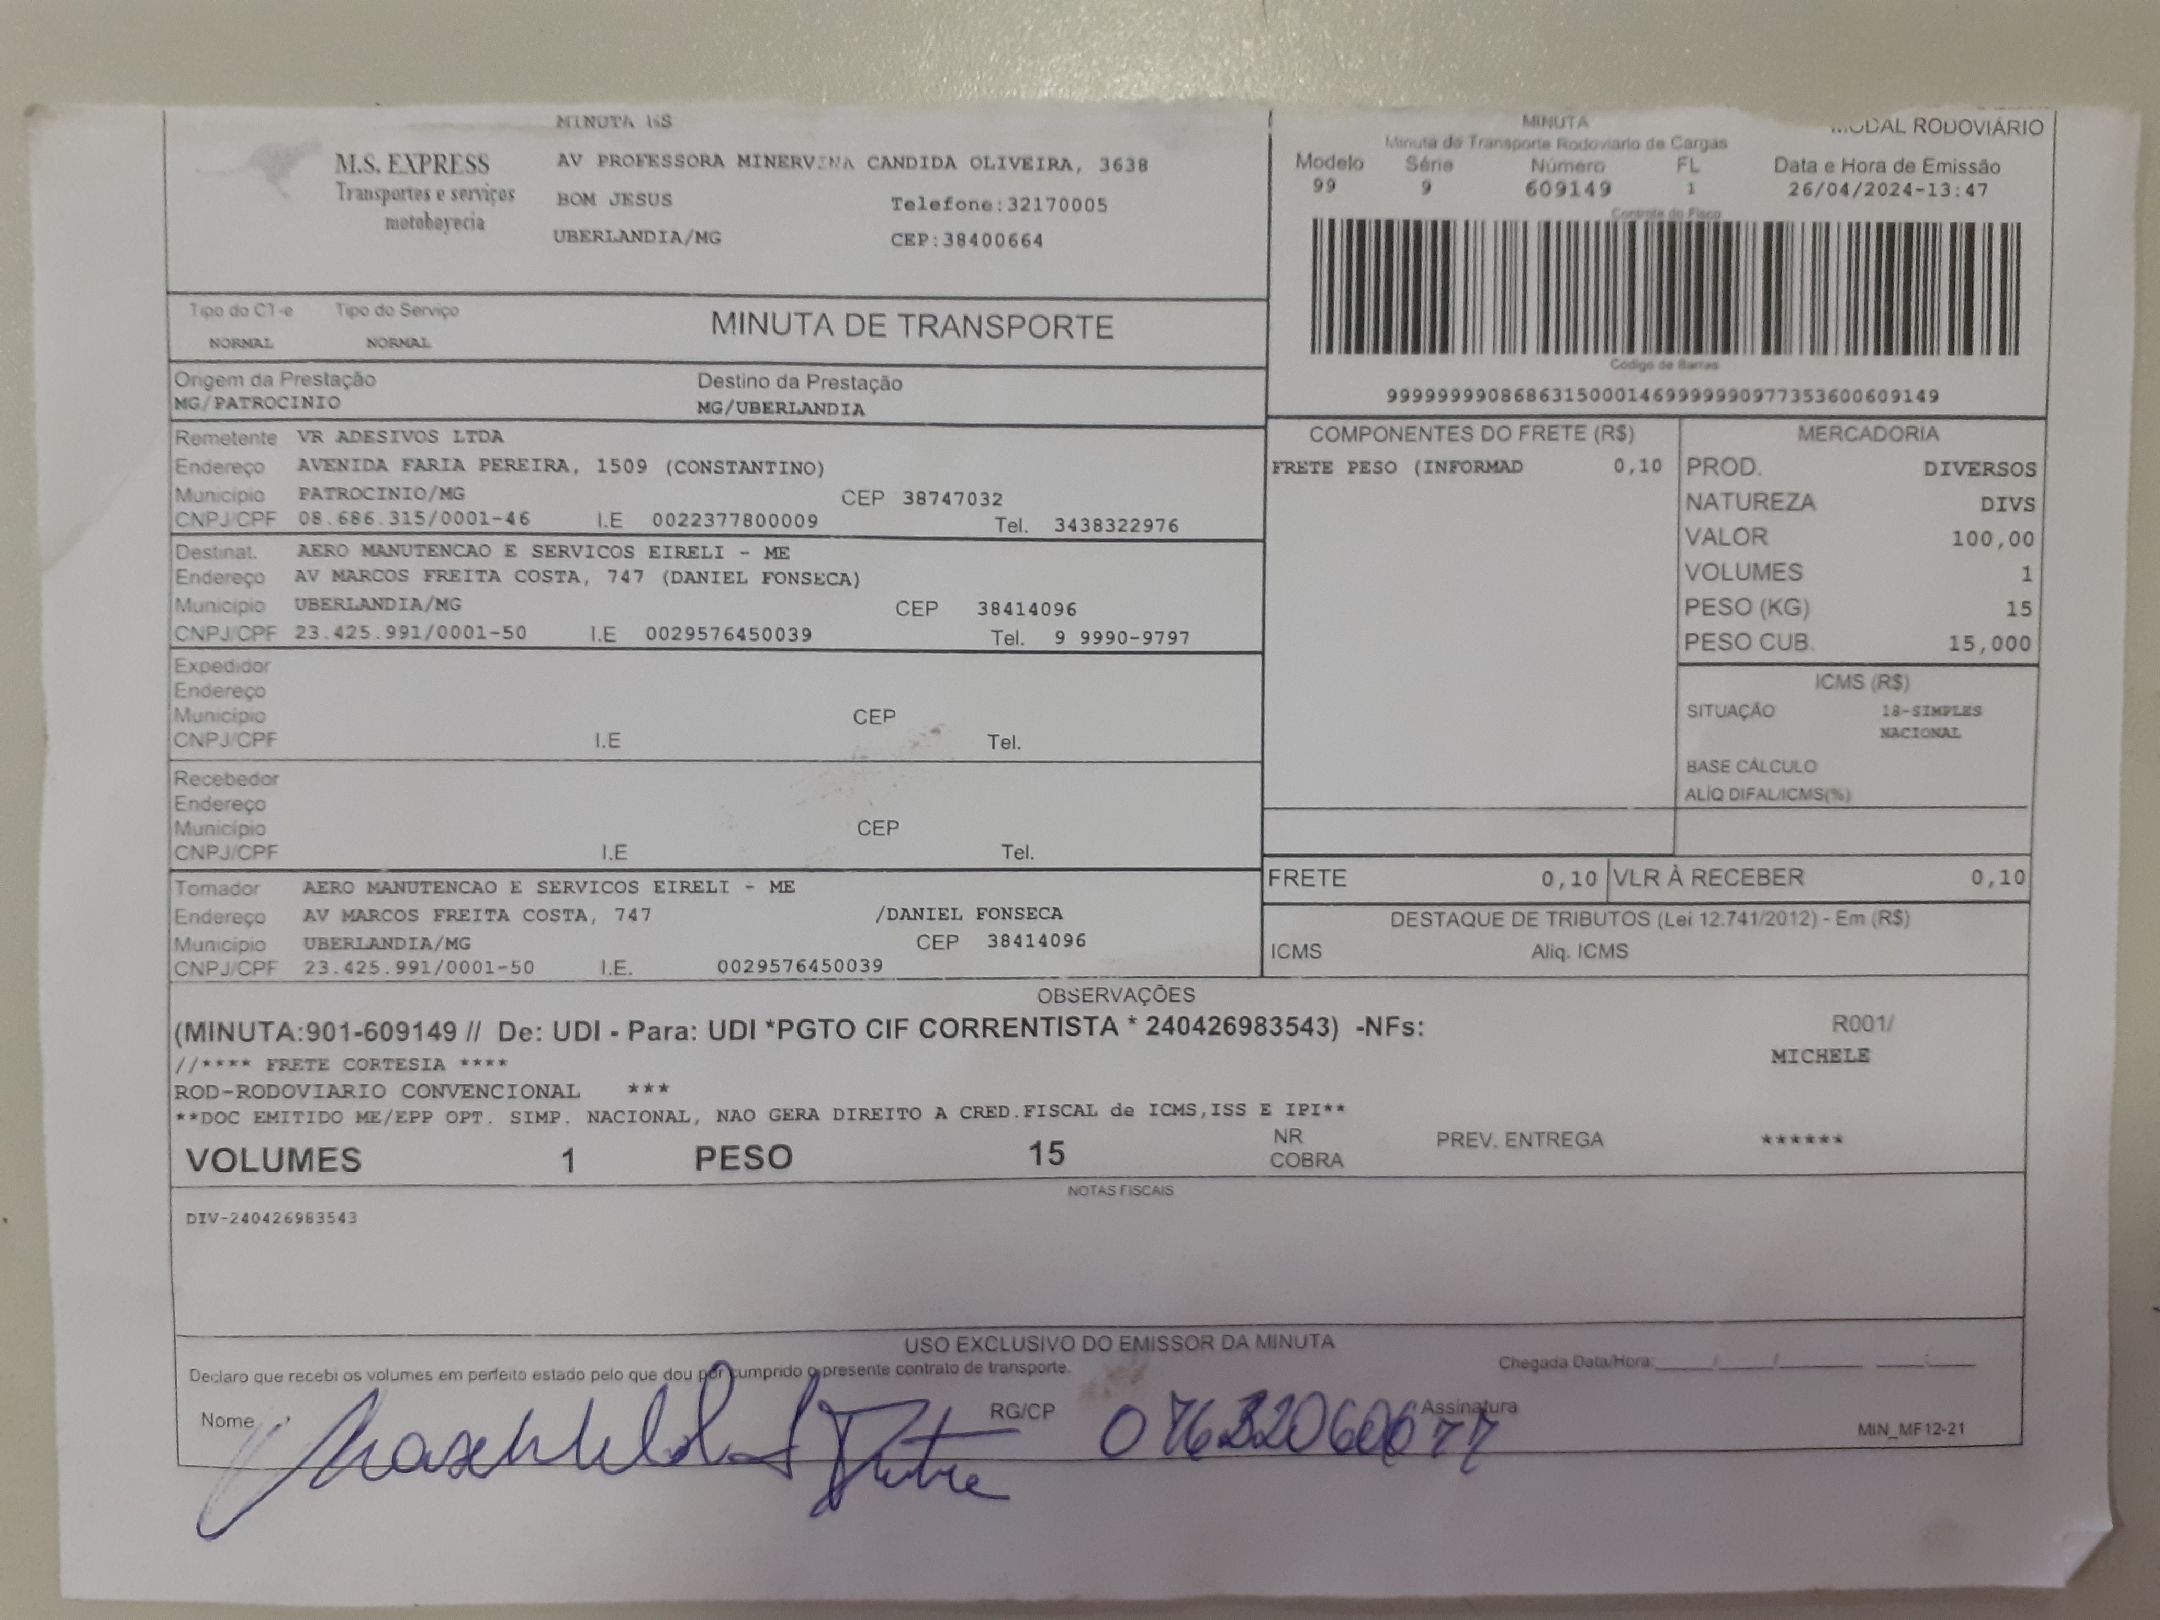 MINUTA MS
M.S. EXPRESS
Transportes e serviços
motoboyecia
AV PROFESSORA MINERVINA CANDIDA OLIVEIRA, 3638
BOM JESUS Telefone:32170005
UBERLANDIA/MG CEP:38400664
MINUTA MODAL RODOVIÁRIO
Minuta de Transporte Rodoviario de Cargas
Modelo Série Número FL Data e Hora de Emissão
99 9 609149 1 26/04/2024-13:47
Controle do Fisco
Código de Barras
Tipo do CT-e Tipo do Serviço
NORMAL NORMAL
MINUTA DE TRANSPORTE
Origem da Prestação Destino da Prestação
MG/PATROCINIO MG/UBERLANDIA
Remetente VR ADESIVOS LTDA
Endereço AVENIDA FARIA PEREIRA, 1509 (CONSTANTINO)
Município PATROCINIO/MG CEP 38747032
CNPJ/CPF 08.686.315/0001-46 I.E 0022377800009 Tel. 3438322976
Destinat. AERO MANUTENCAO E SERVICOS EIRELI - ME
Endereço AV MARCOS FREITA COSTA, 747 (DANIEL FONSECA)
Município UBERLANDIA/MG CEP 38414096
CNPJ/CPF 23.425.991/0001-50 I.E 0029576450039 Tel. 9 9990-9797
Expedidor
Endereço
Município CEP
CNPJ/CPF I.E Tel.
Recebedor
Endereço
Município CEP
CNPJ/CPF I.E Tel.
Tomador AERO MANUTENCAO E SERVICOS EIRELI - ME
Endereço AV MARCOS FREITA COSTA, 747 /DANIEL FONSECA
Município UBERLANDIA/MG CEP 38414096
CNPJ/CPF 23.425.991/0001-50 I.E. 0029576450039
COMPONENTES DO FRETE (R$)
FRETE PESO (INFORMAD 0,10
MERCADORIA
PROD. DIVERSOS
NATUREZA DIVS
VALOR 100,00
VOLUMES 1
PESO (KG) 15
PESO CUB. 15,000
ICMS (R$)
SITUAÇÃO 18-SIMPLES
NACIONAL
BASE CÁLCULO
ALÍQ DIFAL/ICMS(%)
FRETE 0,10 VLR À RECEBER 0,10
DESTAQUE DE TRIBUTOS (Lei 12.741/2012) - Em (R$)
ICMS Aliq. ICMS
OBSERVAÇÕES
(MINUTA:901-609149 // De: UDI - Para: UDI *PGTO CIF CORRENTISTA * 240426983543) -NFs: R001/
//**** FRETE CORTESIA **** MICHELE
ROD-RODOVIARIO CONVENCIONAL ***
**DOC EMITIDO ME/EPP OPT. SIMP. NACIONAL, NAO GERA DIREITO A CRED.FISCAL de ICMS,ISS E IPI**
VOLUMES 1 PESO 15 NR COBRA PREV. ENTREGA ******
NOTAS FISCAIS
DIV-240426983543
USO EXCLUSIVO DO EMISSOR DA MINUTA
Declaro que recebi os volumes em perfeito estado pelo que dou por cumprido o presente contrato de transporte. Chegada Data/Hora:____/____/______ ____:____
Nome RG/CP Assinatura
MIN_MF12-21